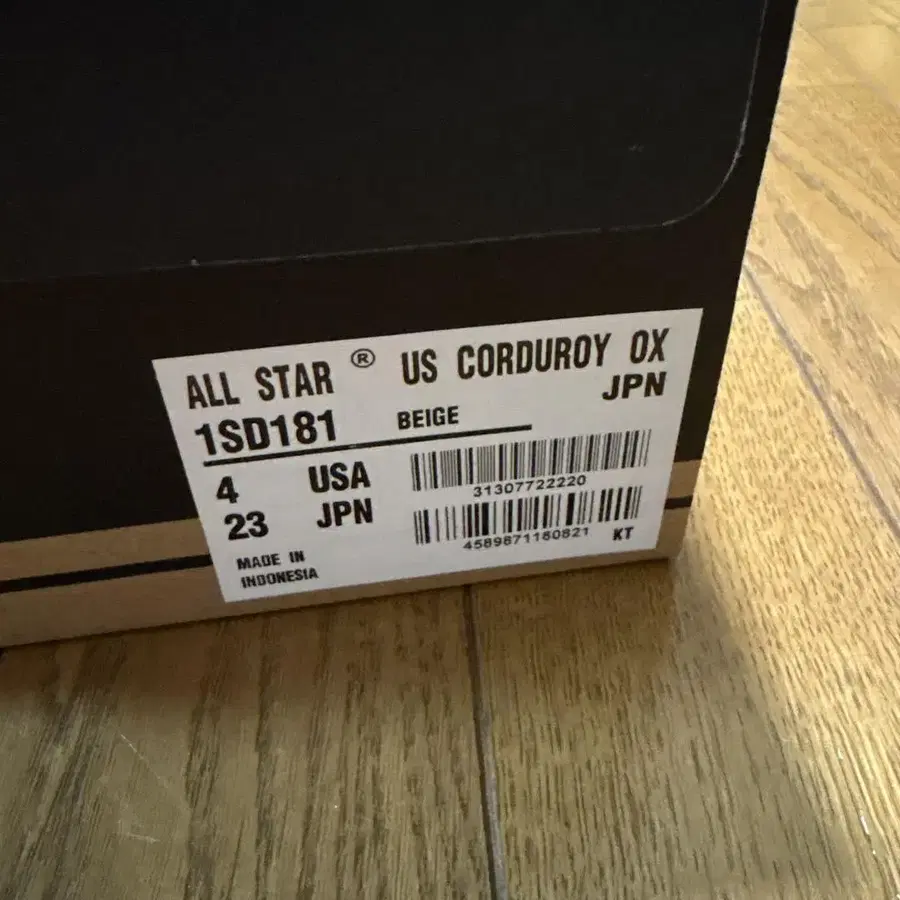 ALL STAR ® US CORDUROY OX
JPN
1SD181 BEIGE
4 USA
31307722220
23 JPN
4589871180821 KT
MADE IN
INDONESIA